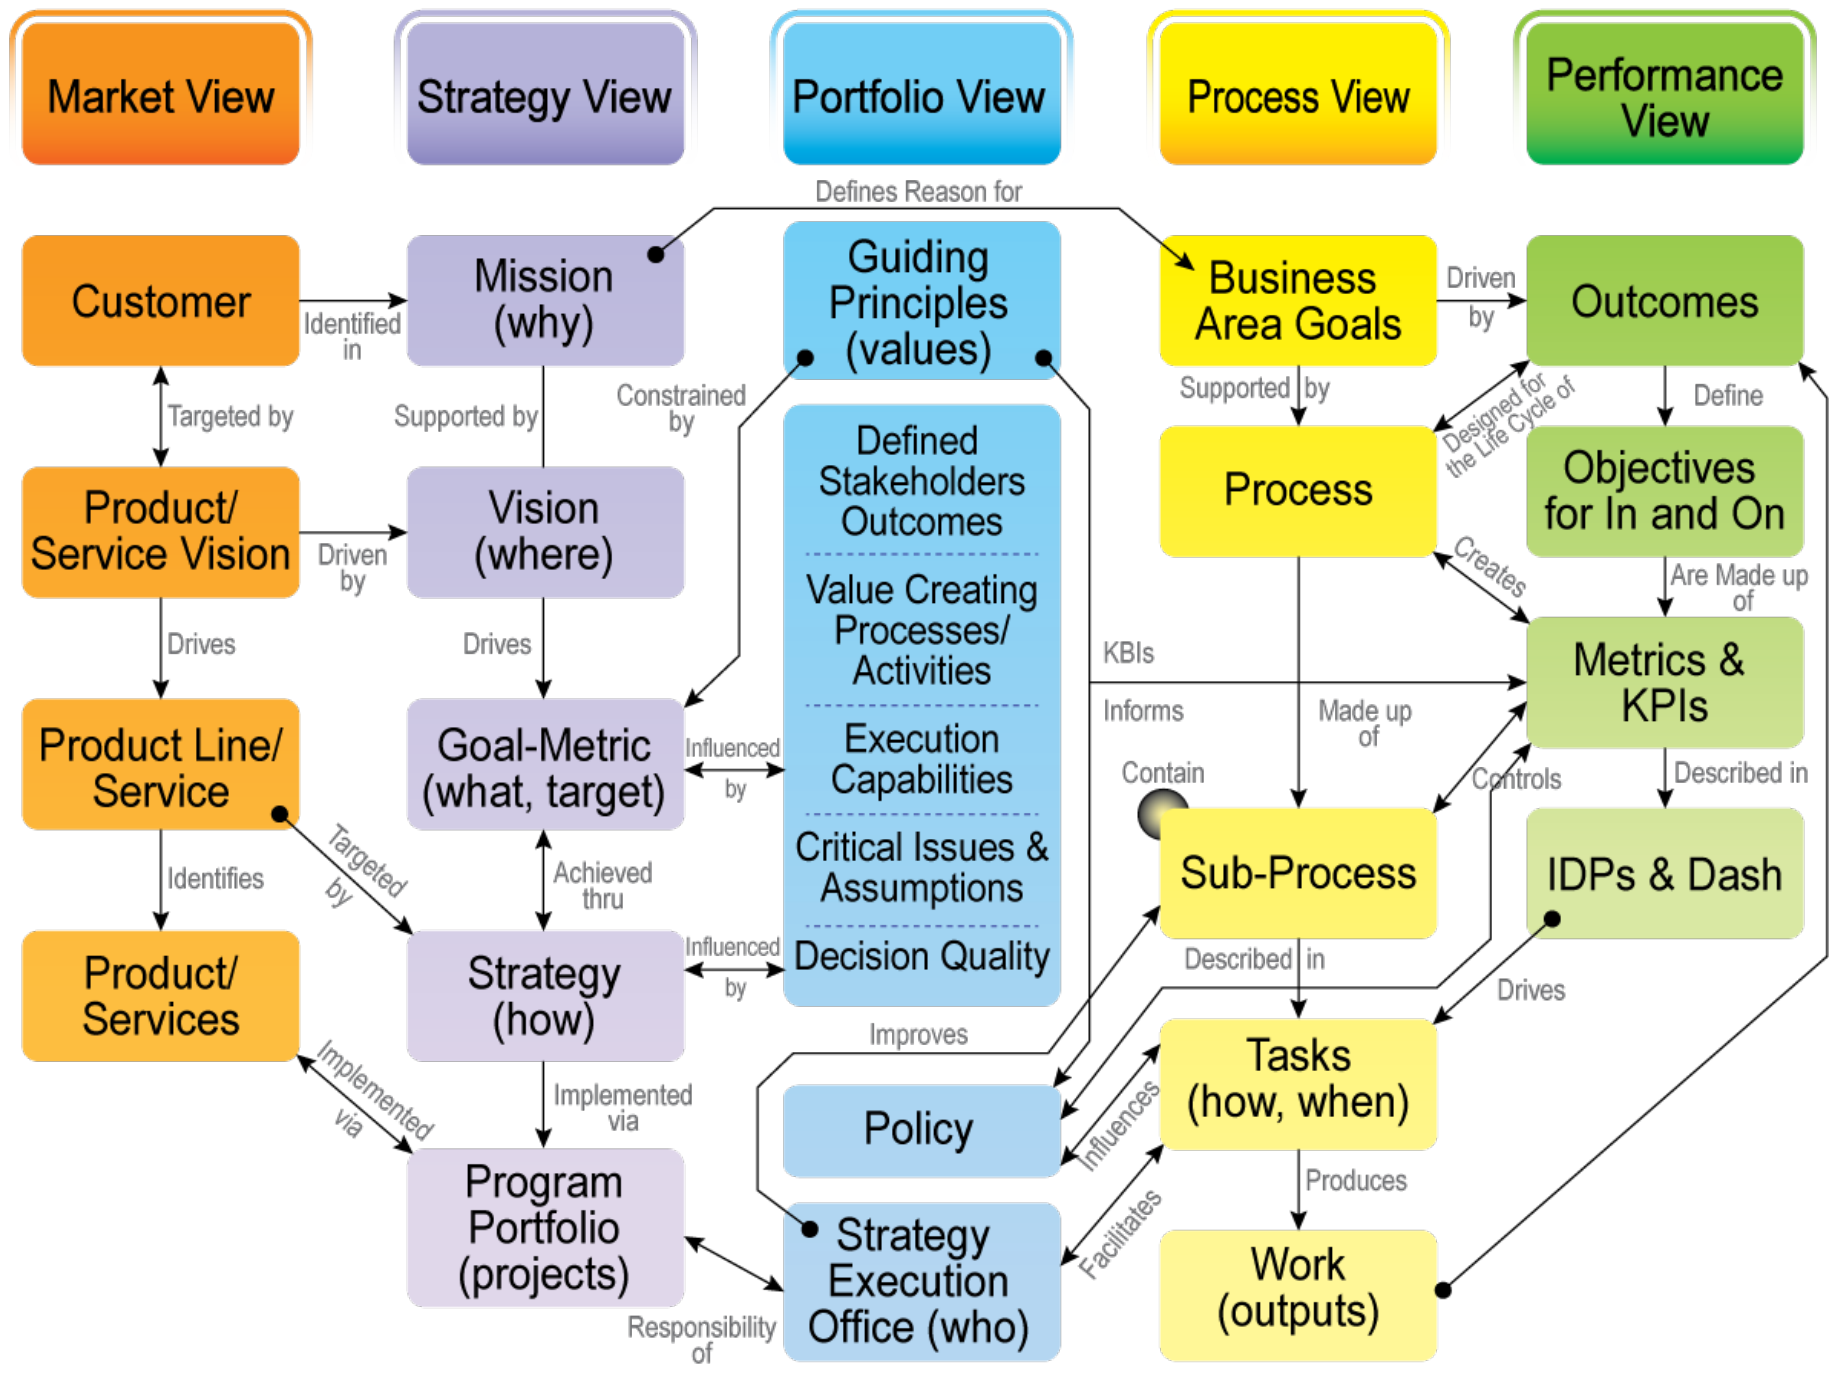 Market View
Strategy View
Portfolio View
Process View
Performance
View
Defines Reason for
Customer
Identified
in
Mission
(why)
Guiding
Principles
(values)
Business
Area Goals
Driven
by
Outcomes
Targeted by
Supported by
Constrained
by
Supported by
Designed for
the Life Cycle of
Define
Product/
Service Vision
Driven
by
Vision
(where)
Defined
Stakeholders
Outcomes
Value Creating
Processes/
Activities
Execution
Capabilities
Critical Issues &
Assumptions
Decision Quality
Process
Objectives
for In and On
Creates
Are Made up
of
Drives
Drives
KBIs
Informs
Made up
of
Metrics &
KPIs
Product Line/
Service
Goal-Metric
(what, target)
Influenced
by
Contain
Controls
Described in
Targeted
by
Identifies
Achieved
thru
Sub-Process
IDPs & Dash
Product/
Services
Strategy
(how)
Influenced
by
Described in
Drives
Improves
Implemented
via
Implemented
via
Policy
Influences
Tasks
(how, when)
Program
Portfolio
(projects)
Responsibility
of
Strategy
Execution
Office (who)
Facilitates
Produces
Work
(outputs)